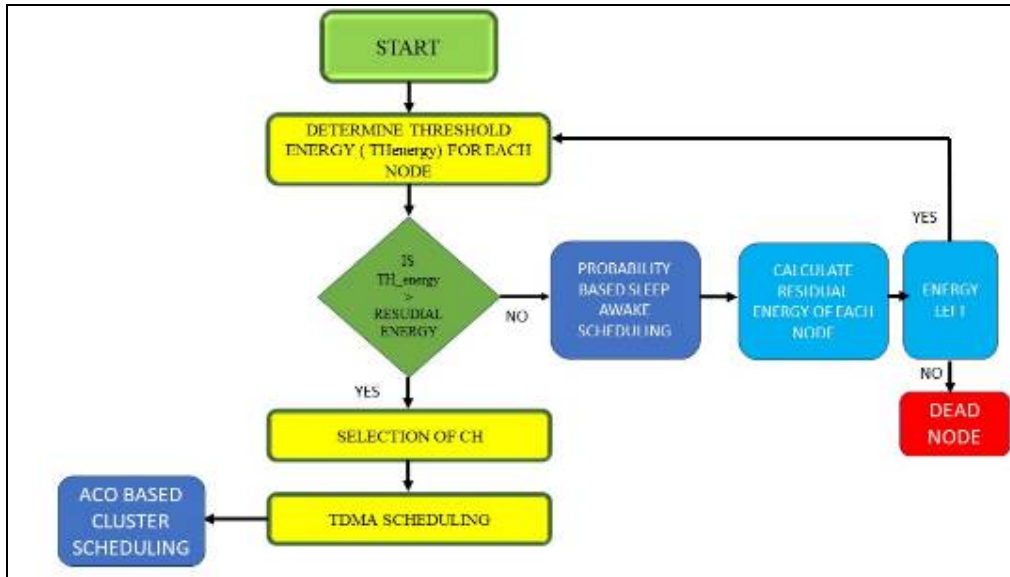 START
DETERMINE THRESHOLD
ENERGY ( THenergy) FOR EACH
NODE
YES
IS
TH_energy
>
RESUDIAL
ENERGY
NO
PROBABILITY
BASED SLEEP
AWAKE
SCHEDULING
CALCULATE
RESIDUAL
ENERGY OF EACH
NODE
ENERGY
LEFT
NO
DEAD
NODE
YES
SELECTION OF CH
TDMA SCHEDULING
ACO BASED
CLUSTER
SCHEDULING